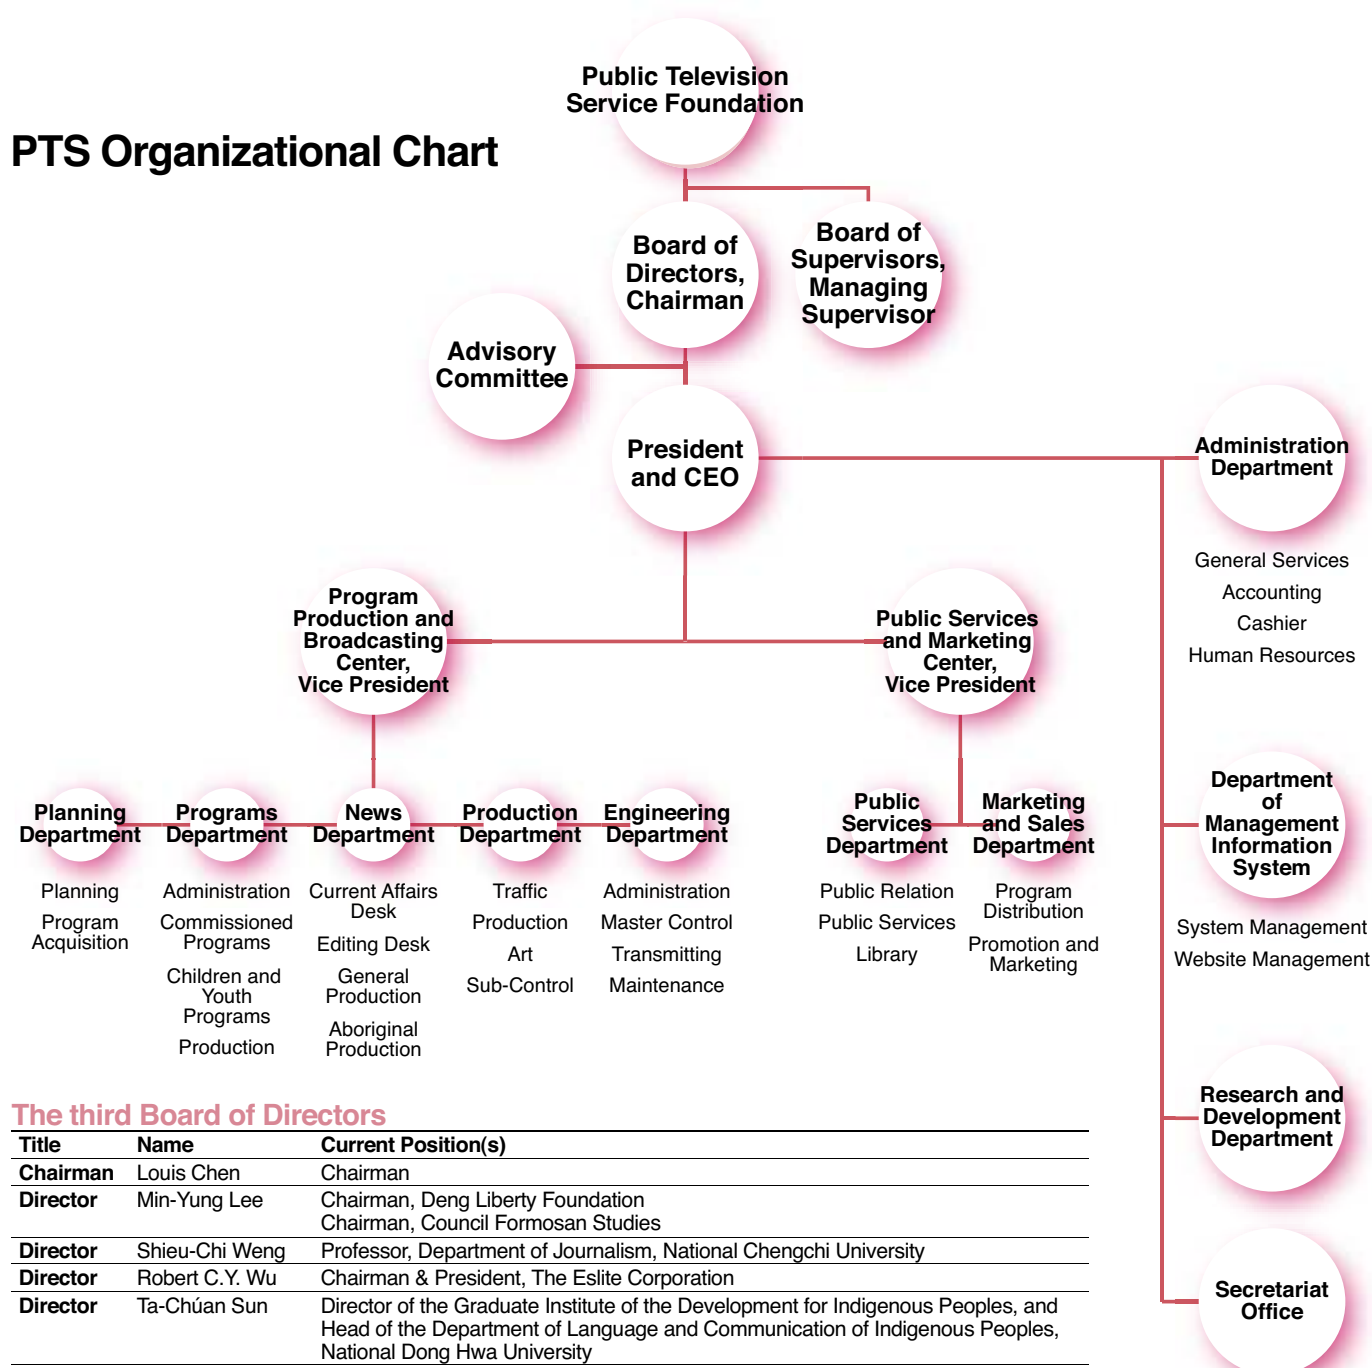 Public Television
Service Foundation
PTS Organizational Chart
Board of
Directors,
Chairman
Board of
Supervisors,
Managing
Supervisor
Advisory
Committee
President
and CEO
Administration
Department
General Services
Accounting
Cashier
Human Resources
Program
Production and
Broadcasting
Center,
Vice President
Public Services
and Marketing
Center,
Vice President
Planning
Department
Planning
Program
Acquisition
Programs
Department
Administration
Commissioned
Programs
Children and
Youth
Programs
Production
News
Department
Current Affairs
Desk
Editing Desk
General
Production
Aboriginal
Production
Production
Department
Traffic
Production
Art
Sub-Control
Engineering
Department
Administration
Master Control
Transmitting
Maintenance
Public
Services
Department
Public Relation
Public Services
Library
Marketing
and Sales
Department
Program
Distribution
Promotion and
Marketing
Department
of
Management
Information
System
System Management
Website Management
Research and
Development
Department
Secretariat
Office
The third Board of Directors
Title Name Current Position(s)
Chairman Louis Chen Chairman
Director Min-Yung Lee Chairman, Deng Liberty Foundation
Chairman, Council Formosan Studies
Director Shieu-Chi Weng Professor, Department of Journalism, National Chengchi University
Director Robert C.Y. Wu Chairman & President, The Eslite Corporation
Director Ta-Chúan Sun Director of the Graduate Institute of the Development for Indigenous Peoples, and
Head of the Department of Language and Communication of Indigenous Peoples,
National Dong Hwa University